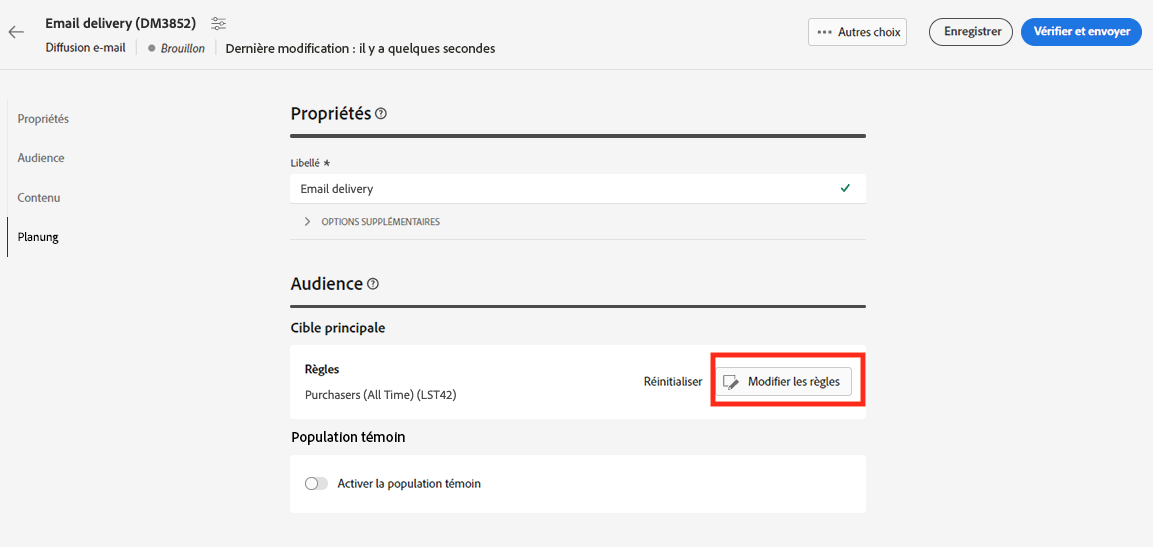 Email delivery (DM3852)
Diffusion e-mail
Brouillon
Dernière modification : il y a quelques secondes
Autres choix
Enregistrer
Vérifier et envoyer
Propriétés
Audience
Contenu
Planung
Propriétés
Libellé *
Email delivery
OPTIONS SUPPLÉMENTAIRES
Audience
Cible principale
Règles
Purchasers (All Time) (LST42)
Réinitialiser
Modifier les règles
Population témoin
Activer la population témoin